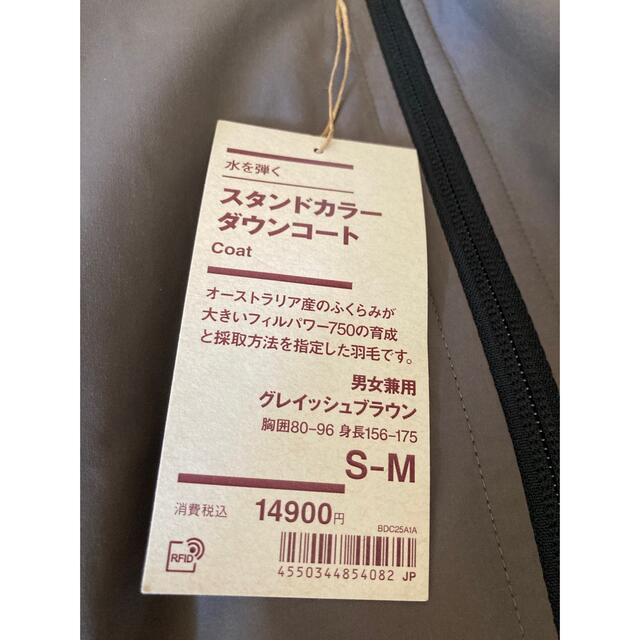 水を弾く
スタンドカラー
ダウンコート
Coat
オーストラリア産のふくらみが
大きいフィルパワー750の育成
と採取方法を指定した羽毛です。
男女兼用
グレイッシュブラウン
胸囲80-96 身長156-175
S-M
消費税込 14900円
BDC25A1A
RFID
4550344854082 JP